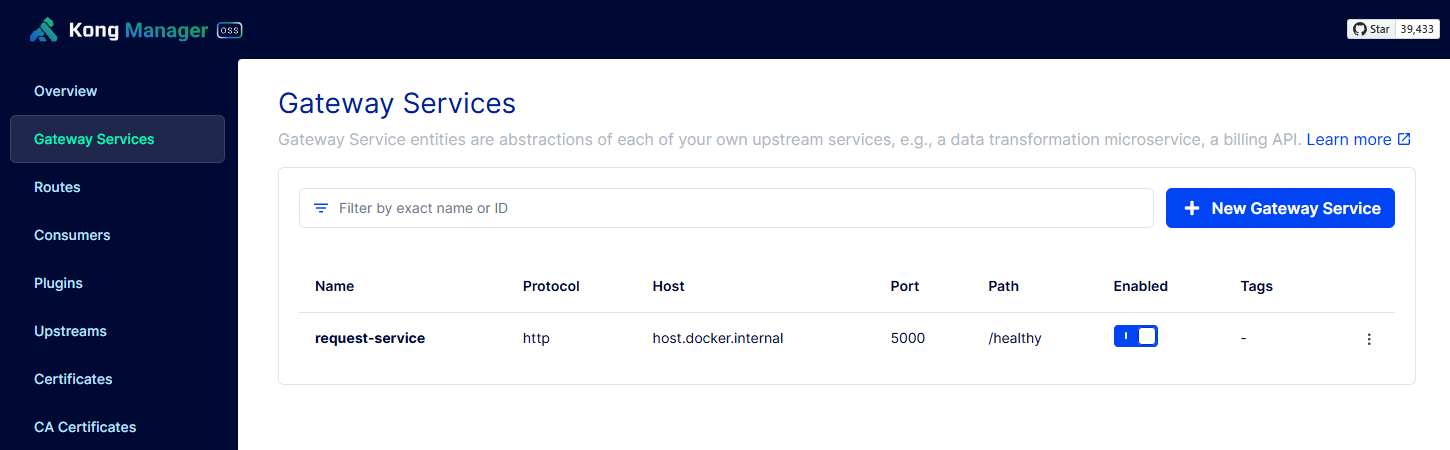 Kong Manager OSS
Star 39,433
Overview
Gateway Services
Routes
Consumers
Plugins
Upstreams
Certificates
CA Certificates
Gateway Services
Gateway Service entities are abstractions of each of your own upstream services, e.g., a data transformation microservice, a billing API. Learn more
Filter by exact name or ID
New Gateway Service
Name Protocol Host Port Path Enabled Tags
request-service http host.docker.internal 5000 /healthy -